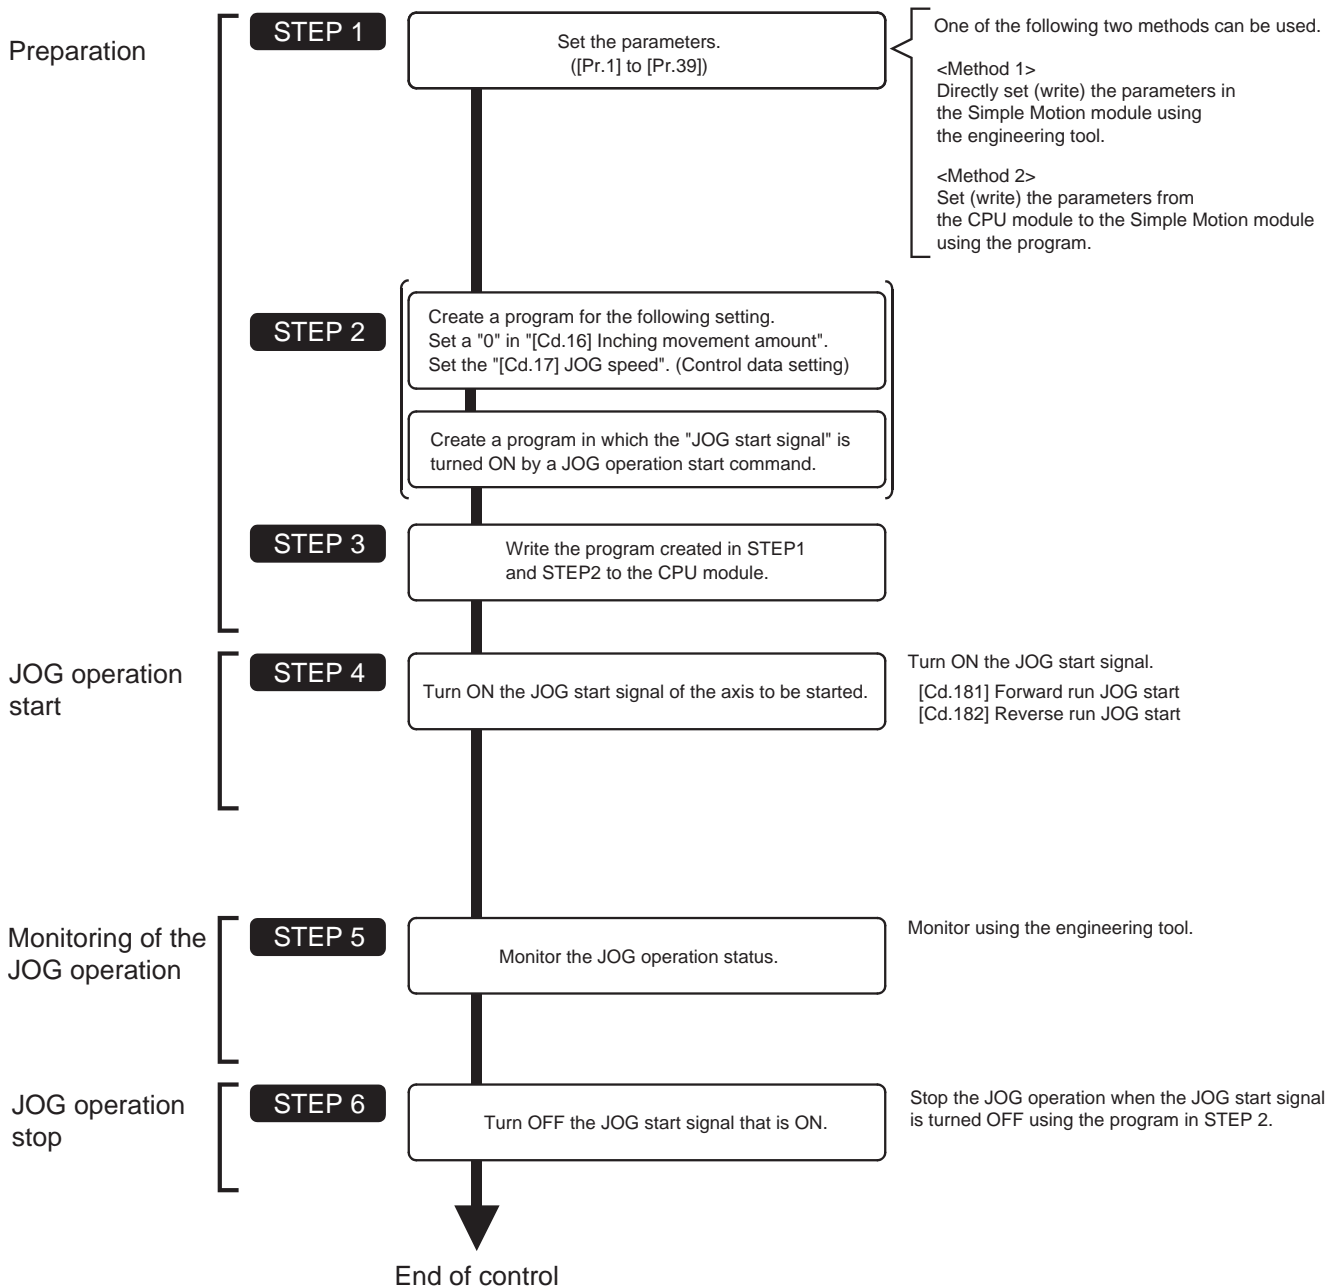 Preparation
STEP 1
Set the parameters.
([Pr.1] to [Pr.39])
One of the following two methods can be used.
<Method 1>
Directly set (write) the parameters in
the Simple Motion module using
the engineering tool.
<Method 2>
Set (write) the parameters from
the CPU module to the Simple Motion module
using the program.
STEP 2
Create a program for the following setting.
Set a "0" in "[Cd.16] Inching movement amount".
Set the "[Cd.17] JOG speed". (Control data setting)
Create a program in which the "JOG start signal" is
turned ON by a JOG operation start command.
STEP 3
Write the program created in STEP1
and STEP2 to the CPU module.
JOG operation
start
STEP 4
Turn ON the JOG start signal of the axis to be started.
Turn ON the JOG start signal.
[Cd.181] Forward run JOG start
[Cd.182] Reverse run JOG start
Monitoring of the
JOG operation
STEP 5
Monitor the JOG operation status.
Monitor using the engineering tool.
JOG operation
stop
STEP 6
Turn OFF the JOG start signal that is ON.
Stop the JOG operation when the JOG start signal
is turned OFF using the program in STEP 2.
End of control